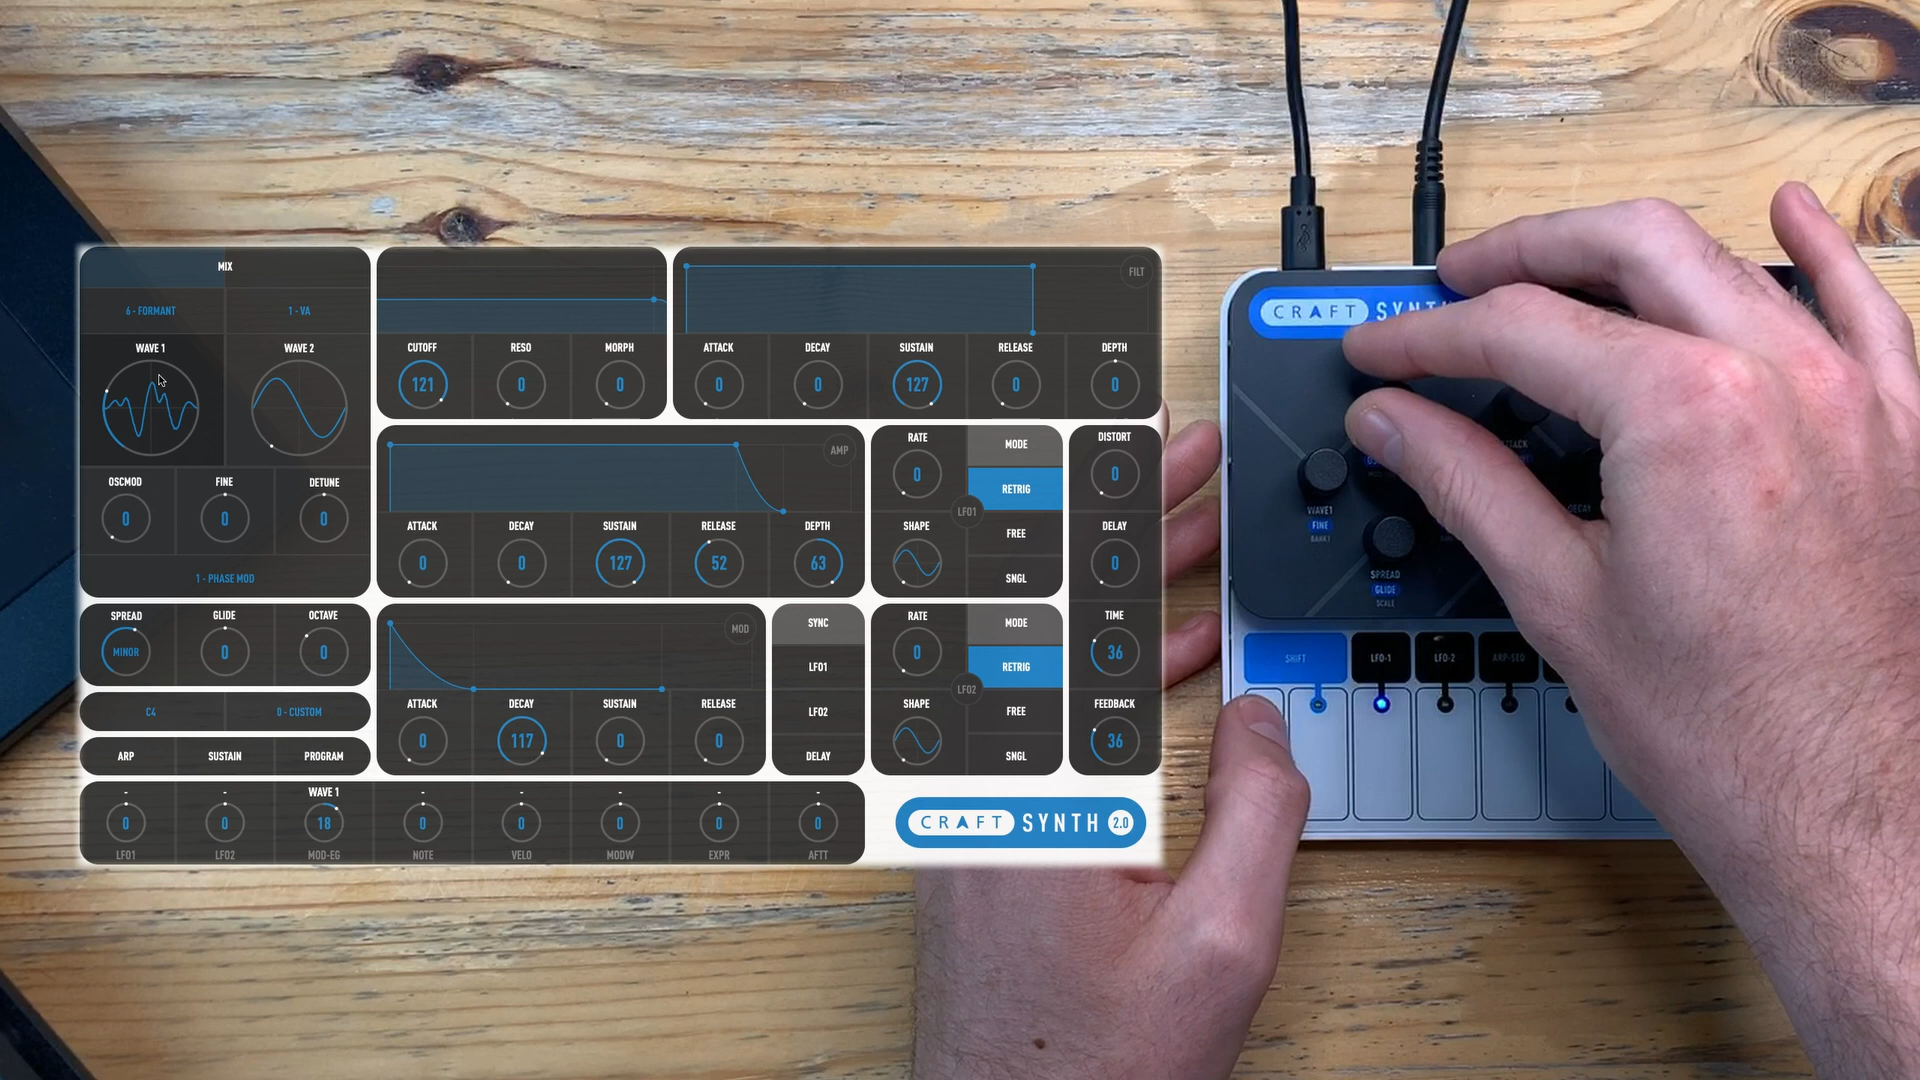 MIX
6 - FORMANT 1 - VA
WAVE 1 WAVE 2
OSCMOD FINE DETUNE
0 0 0
1 - PHASE MOD
SPREAD GLIDE OCTAVE
MINOR 0 0
C4 0 - CUSTOM
ARP SUSTAIN PROGRAM
CUTOFF RESO MORPH
121 0 0
FILT
ATTACK DECAY SUSTAIN RELEASE DEPTH
0 0 127 0 0
AMP
ATTACK DECAY SUSTAIN RELEASE DEPTH
0 0 127 52 63
MOD
ATTACK DECAY SUSTAIN RELEASE
0 117 0 0
SYNC
LFO1
LFO2
DELAY
RATE MODE
0 RETRIG
LFO1
SHAPE FREE
SNGL
RATE MODE
0 RETRIG
LFO2
SHAPE FREE
SNGL
DISTORT
0
DELAY
0
TIME
36
FEEDBACK
36
- - WAVE 1 - - - - -
0 0 18 0 0 0 0 0
LFO1 LFO2 MOD-EG NOTE VELO MODW EXPR AFTT
CRAFT SYNTH 2.0
CRAFT SYNTH
WAVE1
FINE
BANK1
SPREAD
GLIDE
SCALE
DECAY
SHIFT LFO-1 LFO-2 ARP-SEQ